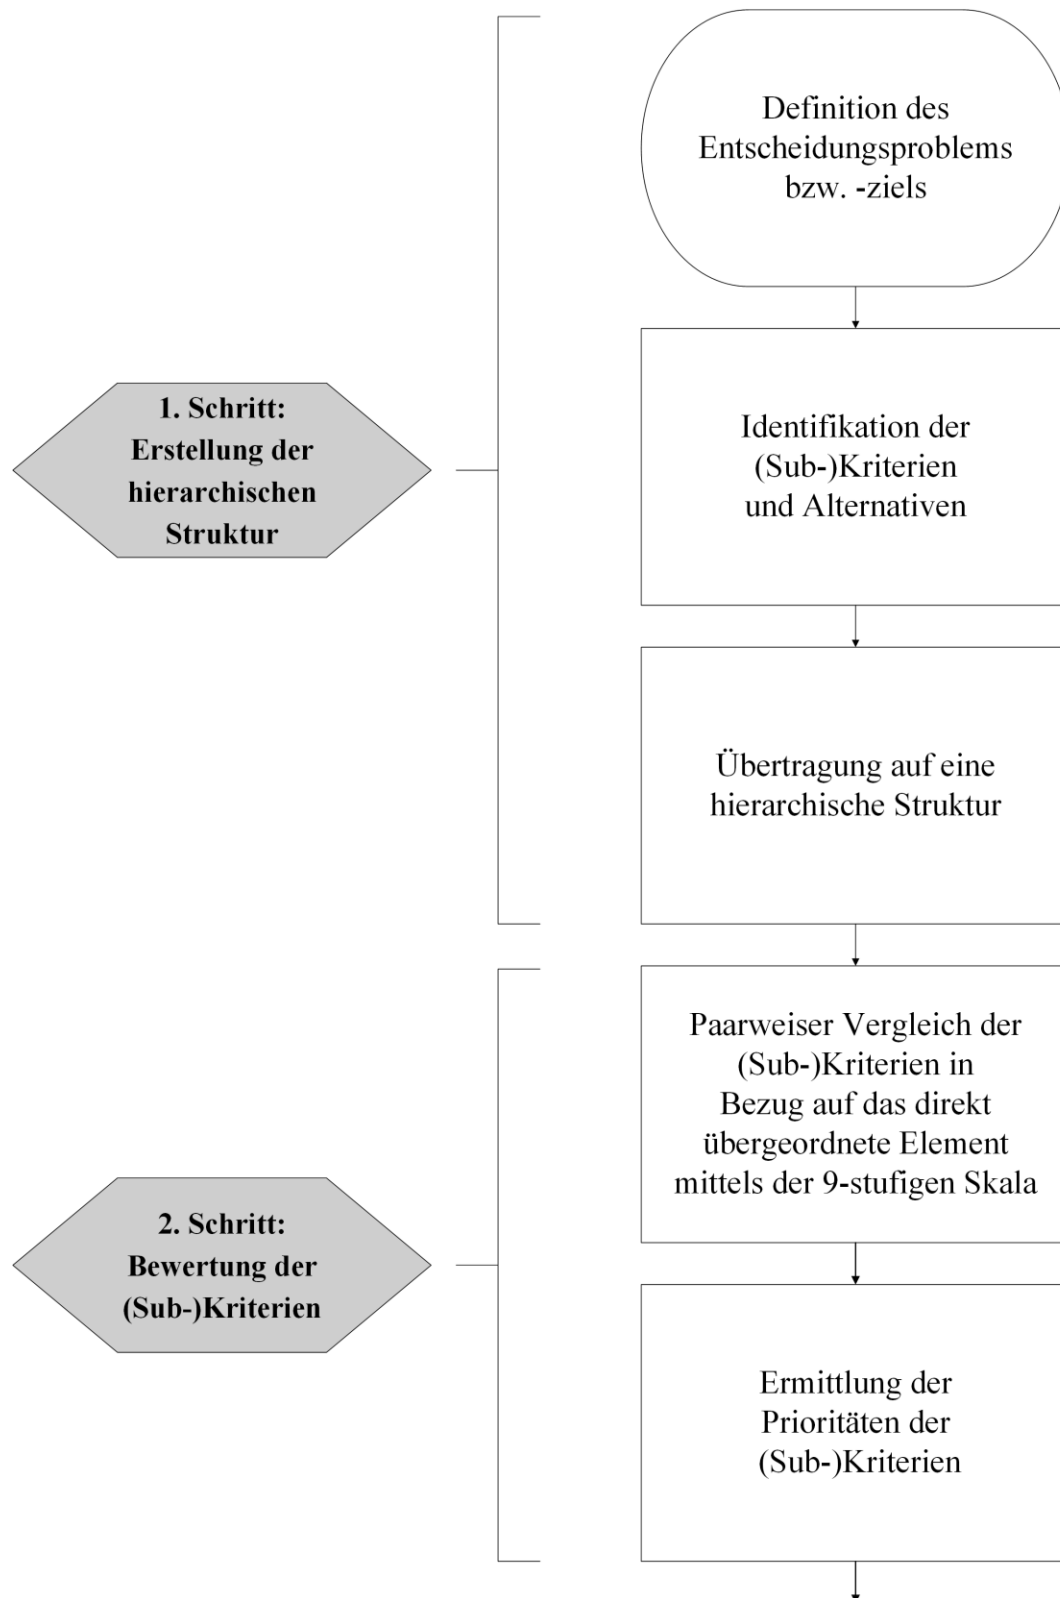 Definition des
Entscheidungsproblems
bzw. -ziels
1. Schritt:
Erstellung der
hierarchischen
Struktur
Identifikation der
(Sub-)Kriterien
und Alternativen
Übertragung auf eine
hierarchische Struktur
Paarweiser Vergleich der
(Sub-)Kriterien in
Bezug auf das direkt
übergeordnete Element
mittels der 9-stufigen Skala
2. Schritt:
Bewertung der
(Sub-)Kriterien
Ermittlung der
Prioritäten der
(Sub-)Kriterien